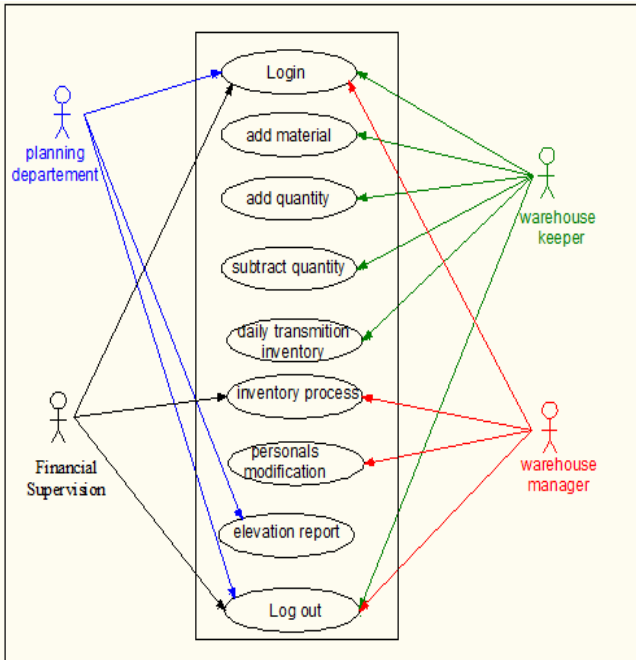 Login
add material
add quantity
subtract quantity
daily transmition
inventory
inventory process
personals
modification
elevation report
Log out
planning
departement
Financial
Supervision
warehouse
keeper
warehouse
manager